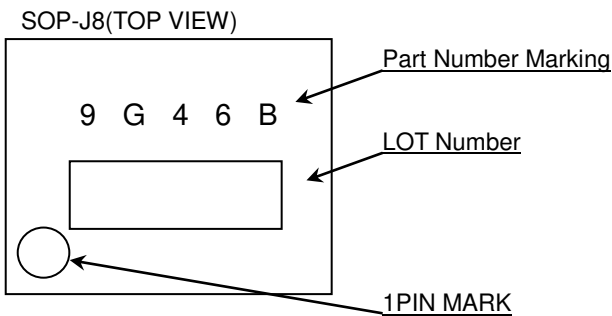 SOP-J8(TOP VIEW)
Part Number Marking
9 G 4 6 B
LOT Number
1PIN MARK